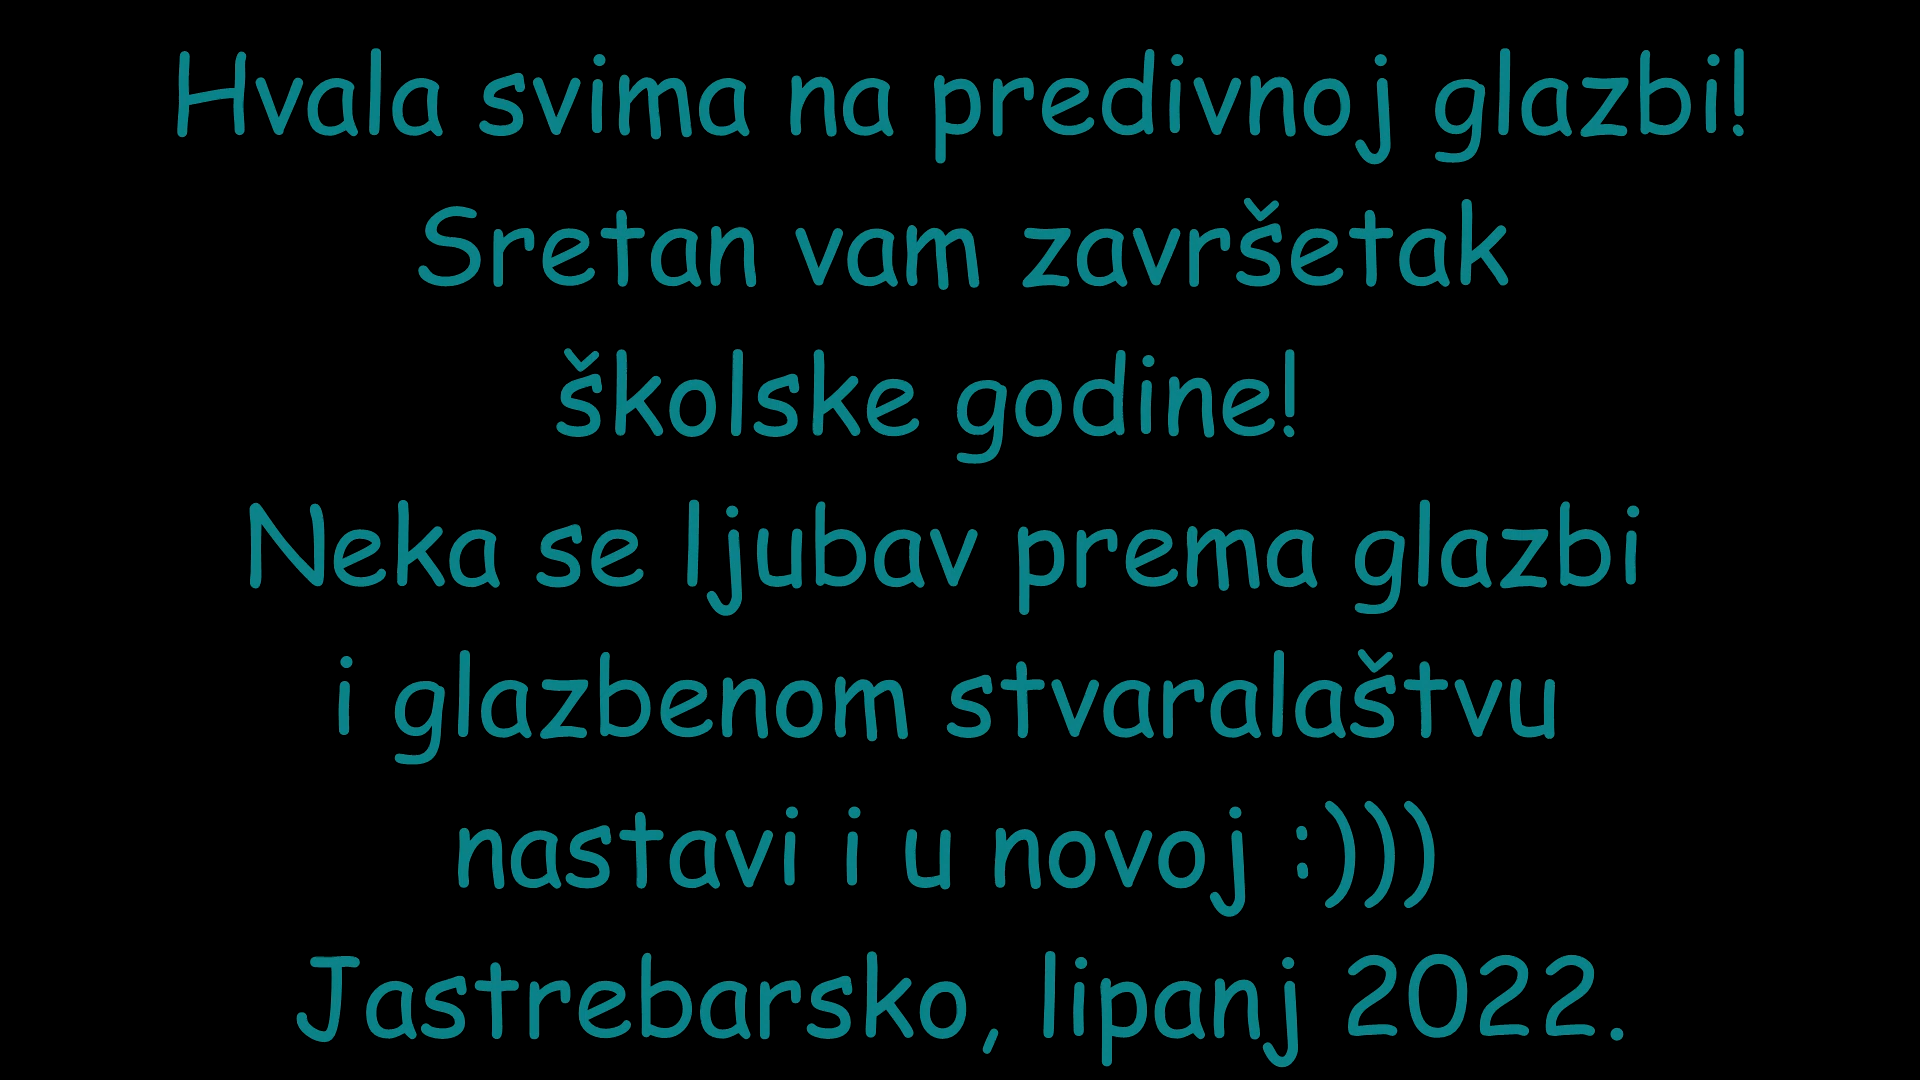 Hvala svima na predivnoj glazbi!
Sretan vam završetak
školske godine!
Neka se ljubav prema glazbi
i glazbenom stvaralaštvu
nastavi i u novoj :)))
Jastrebarsko, lipanj 2022.